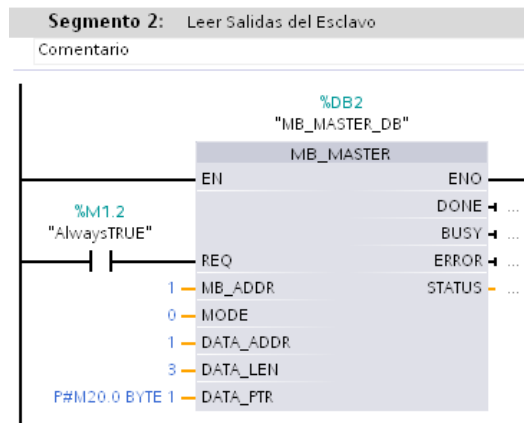 Segmento 2: Leer Salidas del Esclavo
Comentario
%DB2
"MB_MASTER_DB"
MB_MASTER
EN ENO
DONE ...
%M1.2
"AlwaysTRUE" BUSY ...
REQ ERROR ...
1 MB_ADDR STATUS ...
0 MODE
1 DATA_ADDR
3 DATA_LEN
P#M20.0 BYTE 1 DATA_PTR